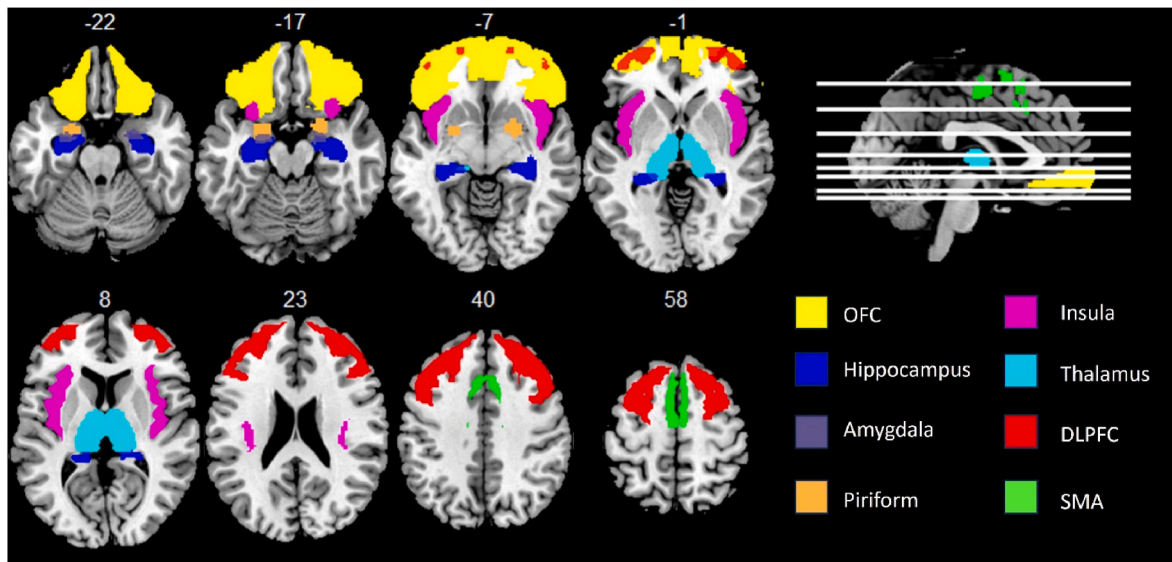 -22
-17
-7
-1
8
23
40
58
OFC
Insula
Hippocampus
Thalamus
Amygdala
DLPFC
Piriform
SMA